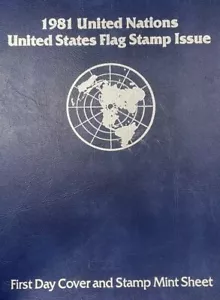 1981 United Nations
United States Flag Stamp Issue
First Day Cover and Stamp Mint Sheet